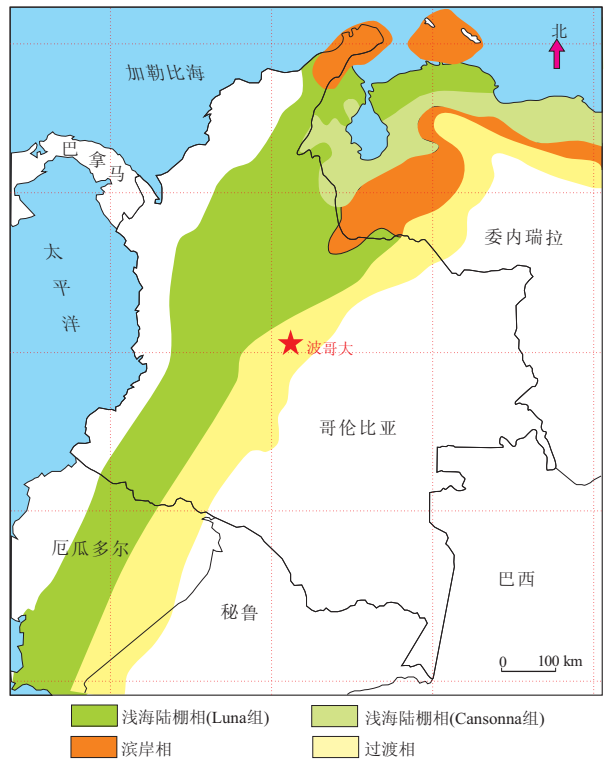 北
加勒比海
巴拿马
委内瑞拉
太平洋
波哥大
哥伦比亚
厄瓜多尔
巴西
秘鲁
0 100 km
浅海陆棚相(Luna组)
浅海陆棚相(Cansonna组)
滨岸相
过渡相